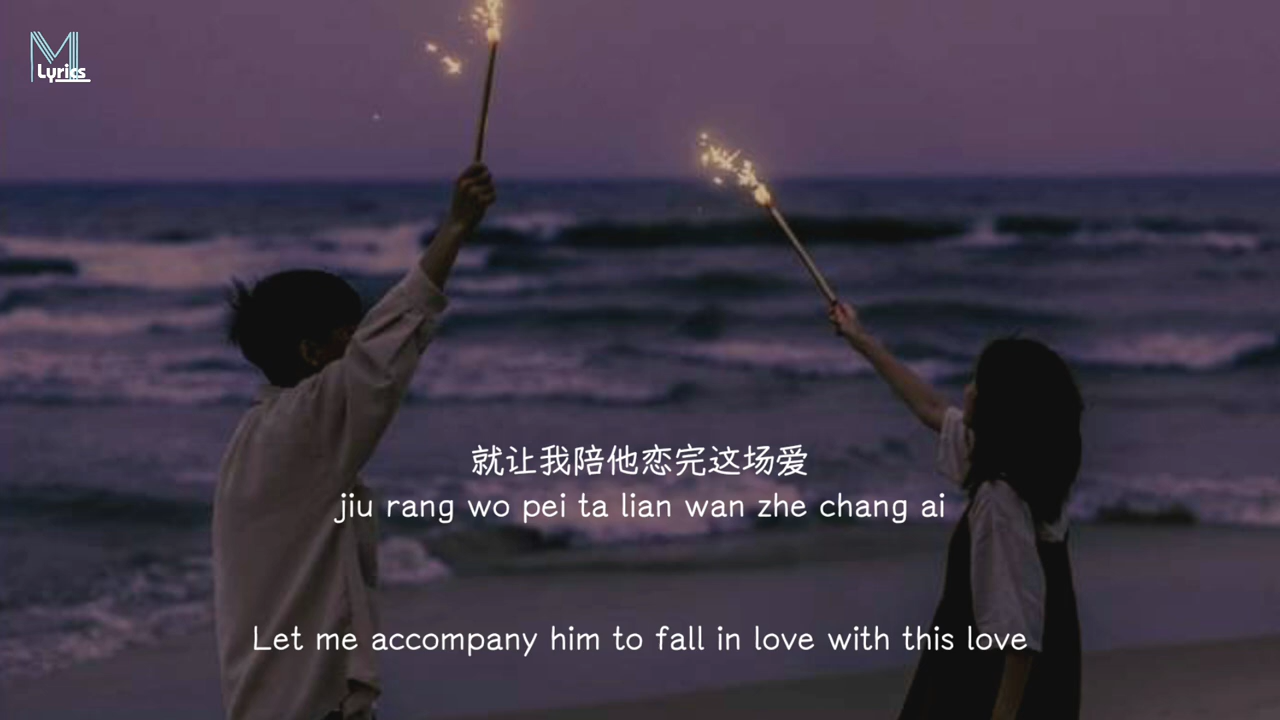 M
Lyrics
就让我陪他恋完这场爱
jiu rang wo pei ta lian wan zhe chang ai
Let me accompany him to fall in love with this love